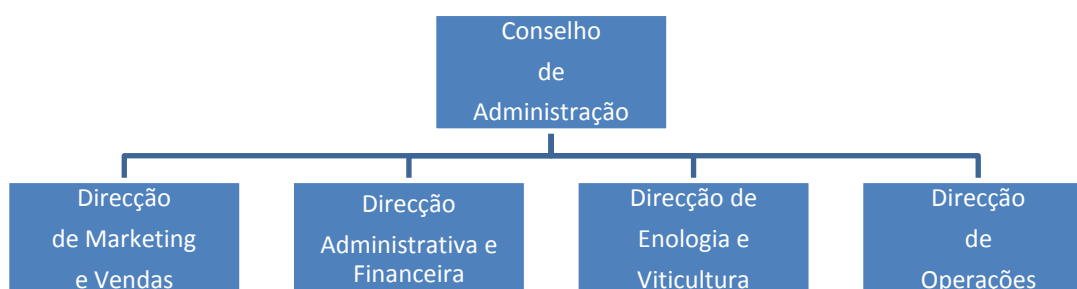 Conselho
de
Administração
Direcção
de Marketing
e Vendas
Direcção
Administrativa e
Financeira
Direcção de
Enologia e
Viticultura
Direcção
de
Operações